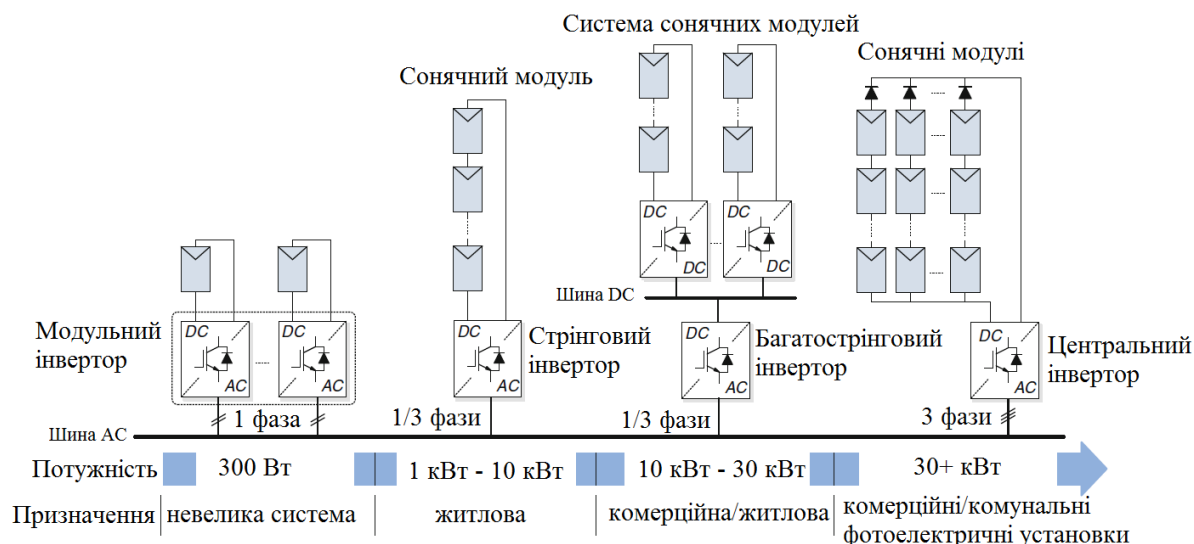 Система сонячних модулей
Сонячні модулі
Сонячний модуль
DC
DC
DC
DC
Шина DC
Модульний
інвертор
DC
AC
DC
AC
Стрінговий
інвертор
DC
AC
Багатострінговий
інвертор
DC
AC
Центральний
інвертор
DC
AC
Шина AC
1 фаза
1/3 фази
1/3 фази
3 фази
Потужність
300 Вт
1 кВт - 10 кВт
10 кВт - 30 кВт
30+ кВт
Призначення
невелика система
житлова
комерційна/житлова
комерційні/комунальні
фотоелектричні установки